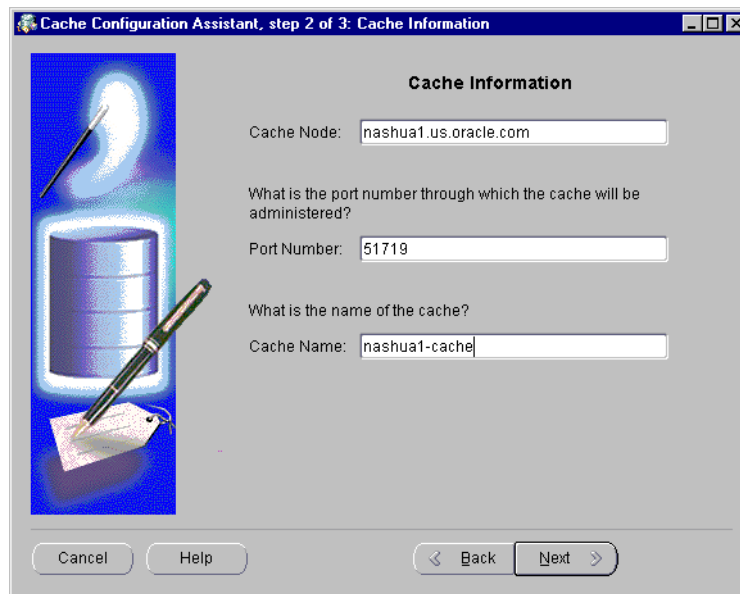 Cache Configuration Assistant, step 2 of 3: Cache Information
Cache Information
Cache Node: nashua1.us.oracle.com
What is the port number through which the cache will be
administered?
Port Number: 51719
What is the name of the cache?
Cache Name: nashua1-cache
Cancel Help Back Next